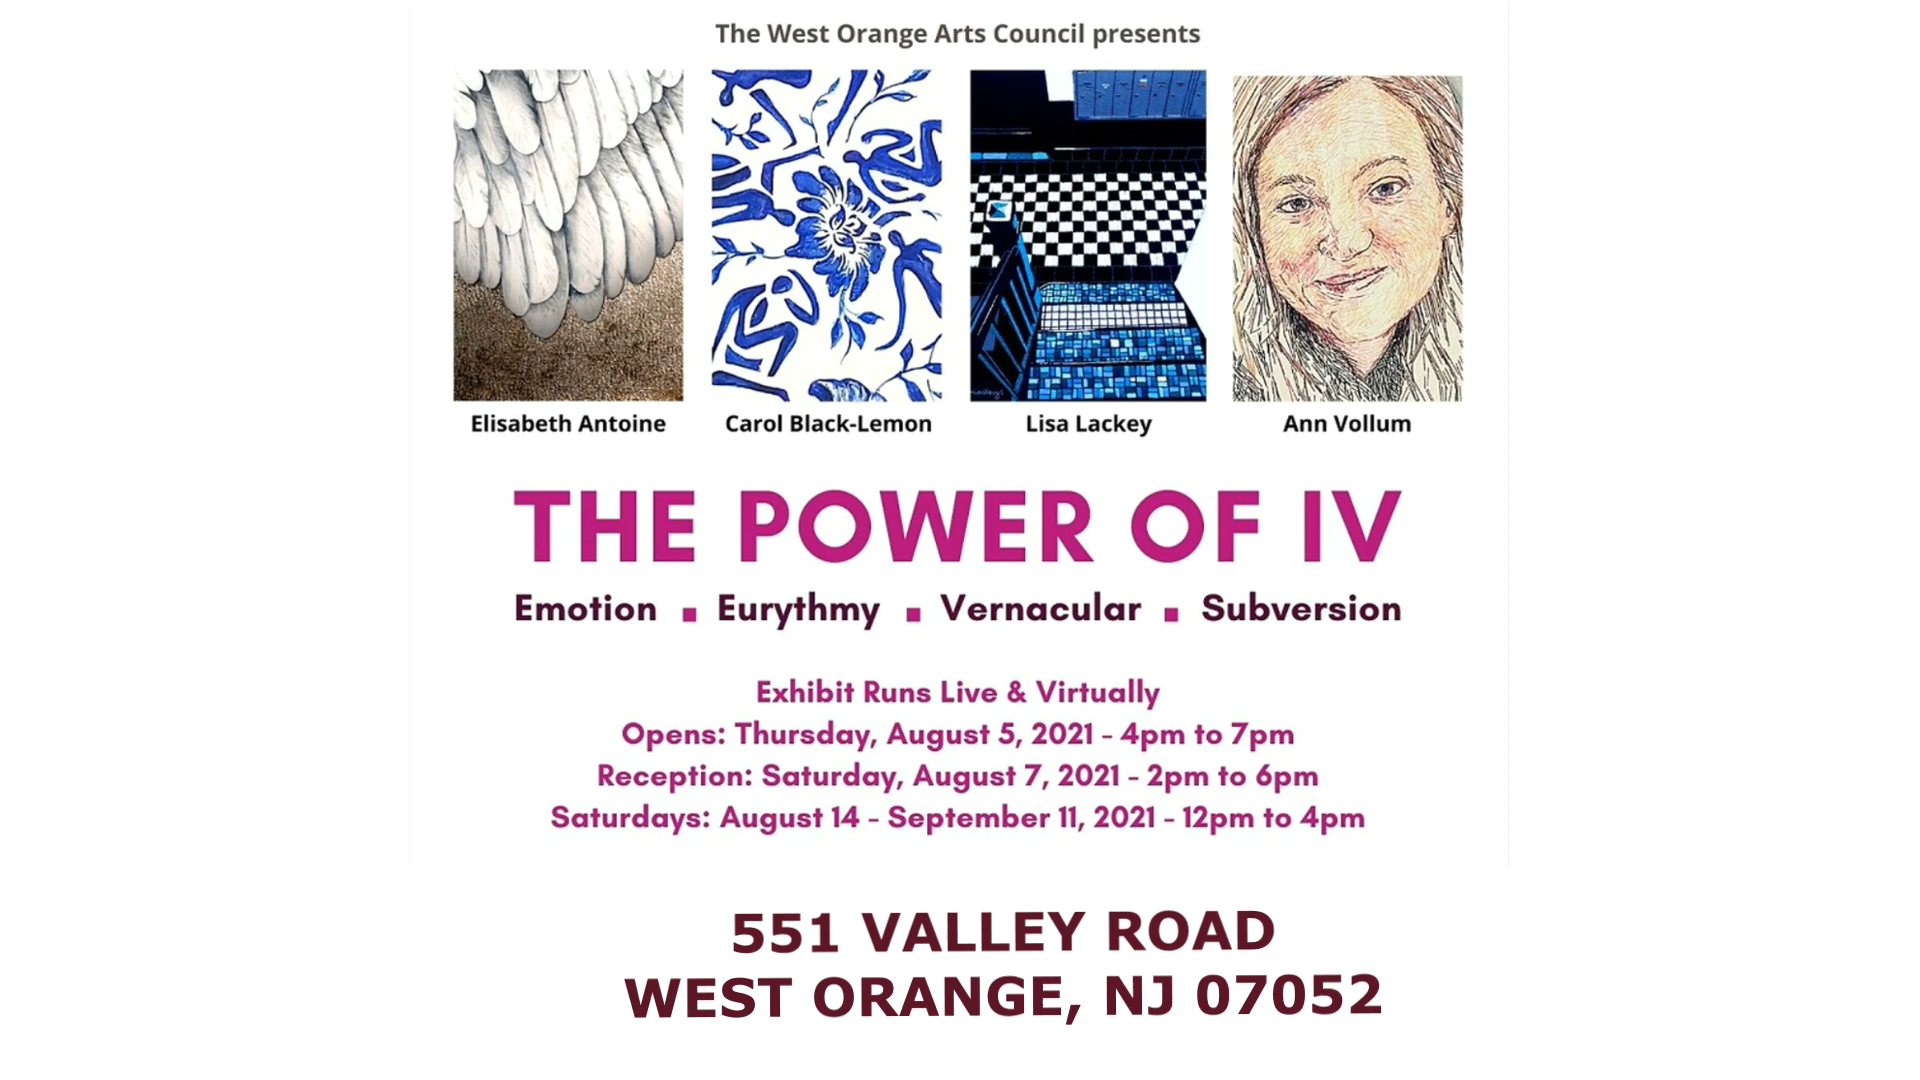 The West Orange Arts Council presents
Elisabeth Antoine
Carol Black-Lemon
Lisa Lackey
Ann Vollum
THE POWER OF IV
Emotion ▪ Eurythmy ▪ Vernacular ▪ Subversion
Exhibit Runs Live & Virtually
Opens: Thursday, August 5, 2021 - 4pm to 7pm
Reception: Saturday, August 7, 2021 - 2pm to 6pm
Saturdays: August 14 - September 11, 2021 - 12pm to 4pm
551 VALLEY ROAD
WEST ORANGE, NJ 07052